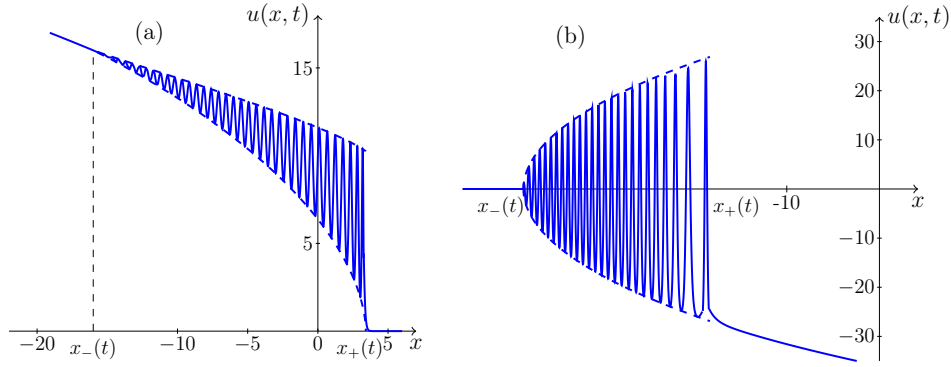 (a)
u(x, t)
15
5
−20
x₋(t)
−10
−5
0
x₊(t)
5
x
(b)
u(x, t)
30
20
10
x₋(t)
x₊(t)
-10
x
−10
−20
−30